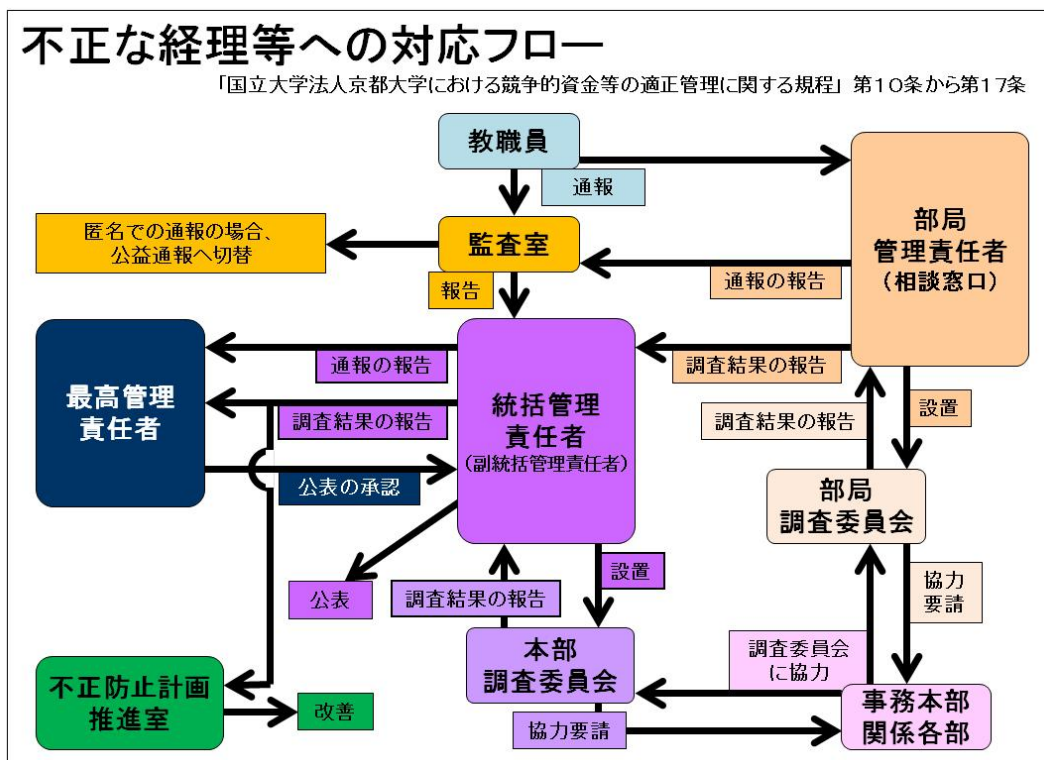 不正な経理等への対応フロー
「国立大学法人京都大学における競争的資金等の適正管理に関する規程」第10条から第17条
教職員
通報
部局
管理責任者
（相談窓口）
匿名での通報の場合、
公益通報へ切替
監査室
通報の報告
報告
最高管理
責任者
通報の報告
調査結果の報告
公表の承認
統括管理
責任者
（副統括管理責任者）
調査結果の報告
調査結果の報告
設置
部局
調査委員会
公表
調査結果の報告
設置
協力
要請
本部
調査委員会
調査委員会
に協力
不正防止計画
推進室
改善
協力要請
事務本部
関係各部